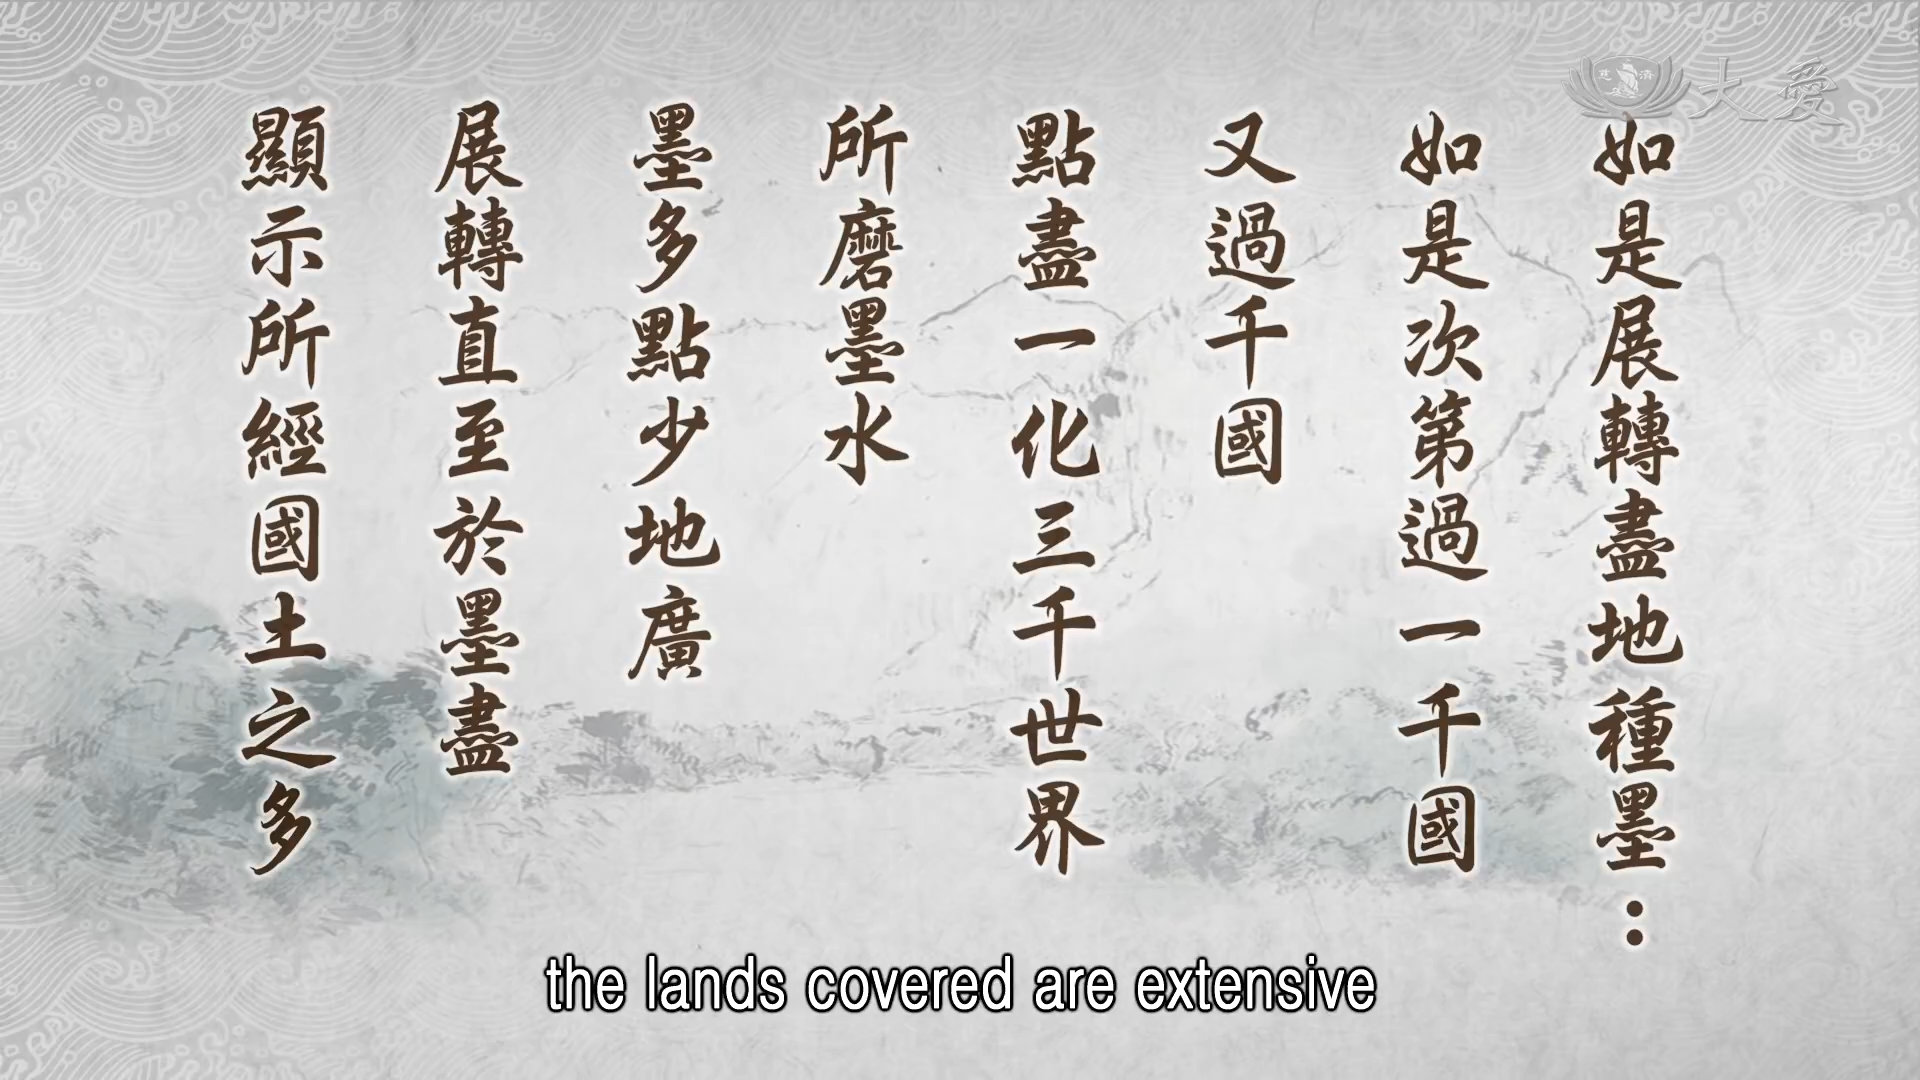 大愛
慈濟
如是展轉盡地種墨：
如是次第過一千國
又過千國
點盡一化三千世界
所磨墨水
墨多點少地廣
展轉直至於墨盡
顯示所經國土之多
the lands covered are extensive